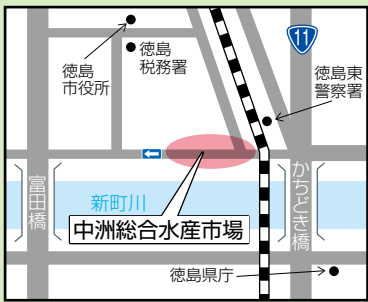 11
徳島
市役所
徳島
税務署
徳島東
警察署
富田橋
新町川
かちどき橋
中洲総合水産市場
徳島県庁